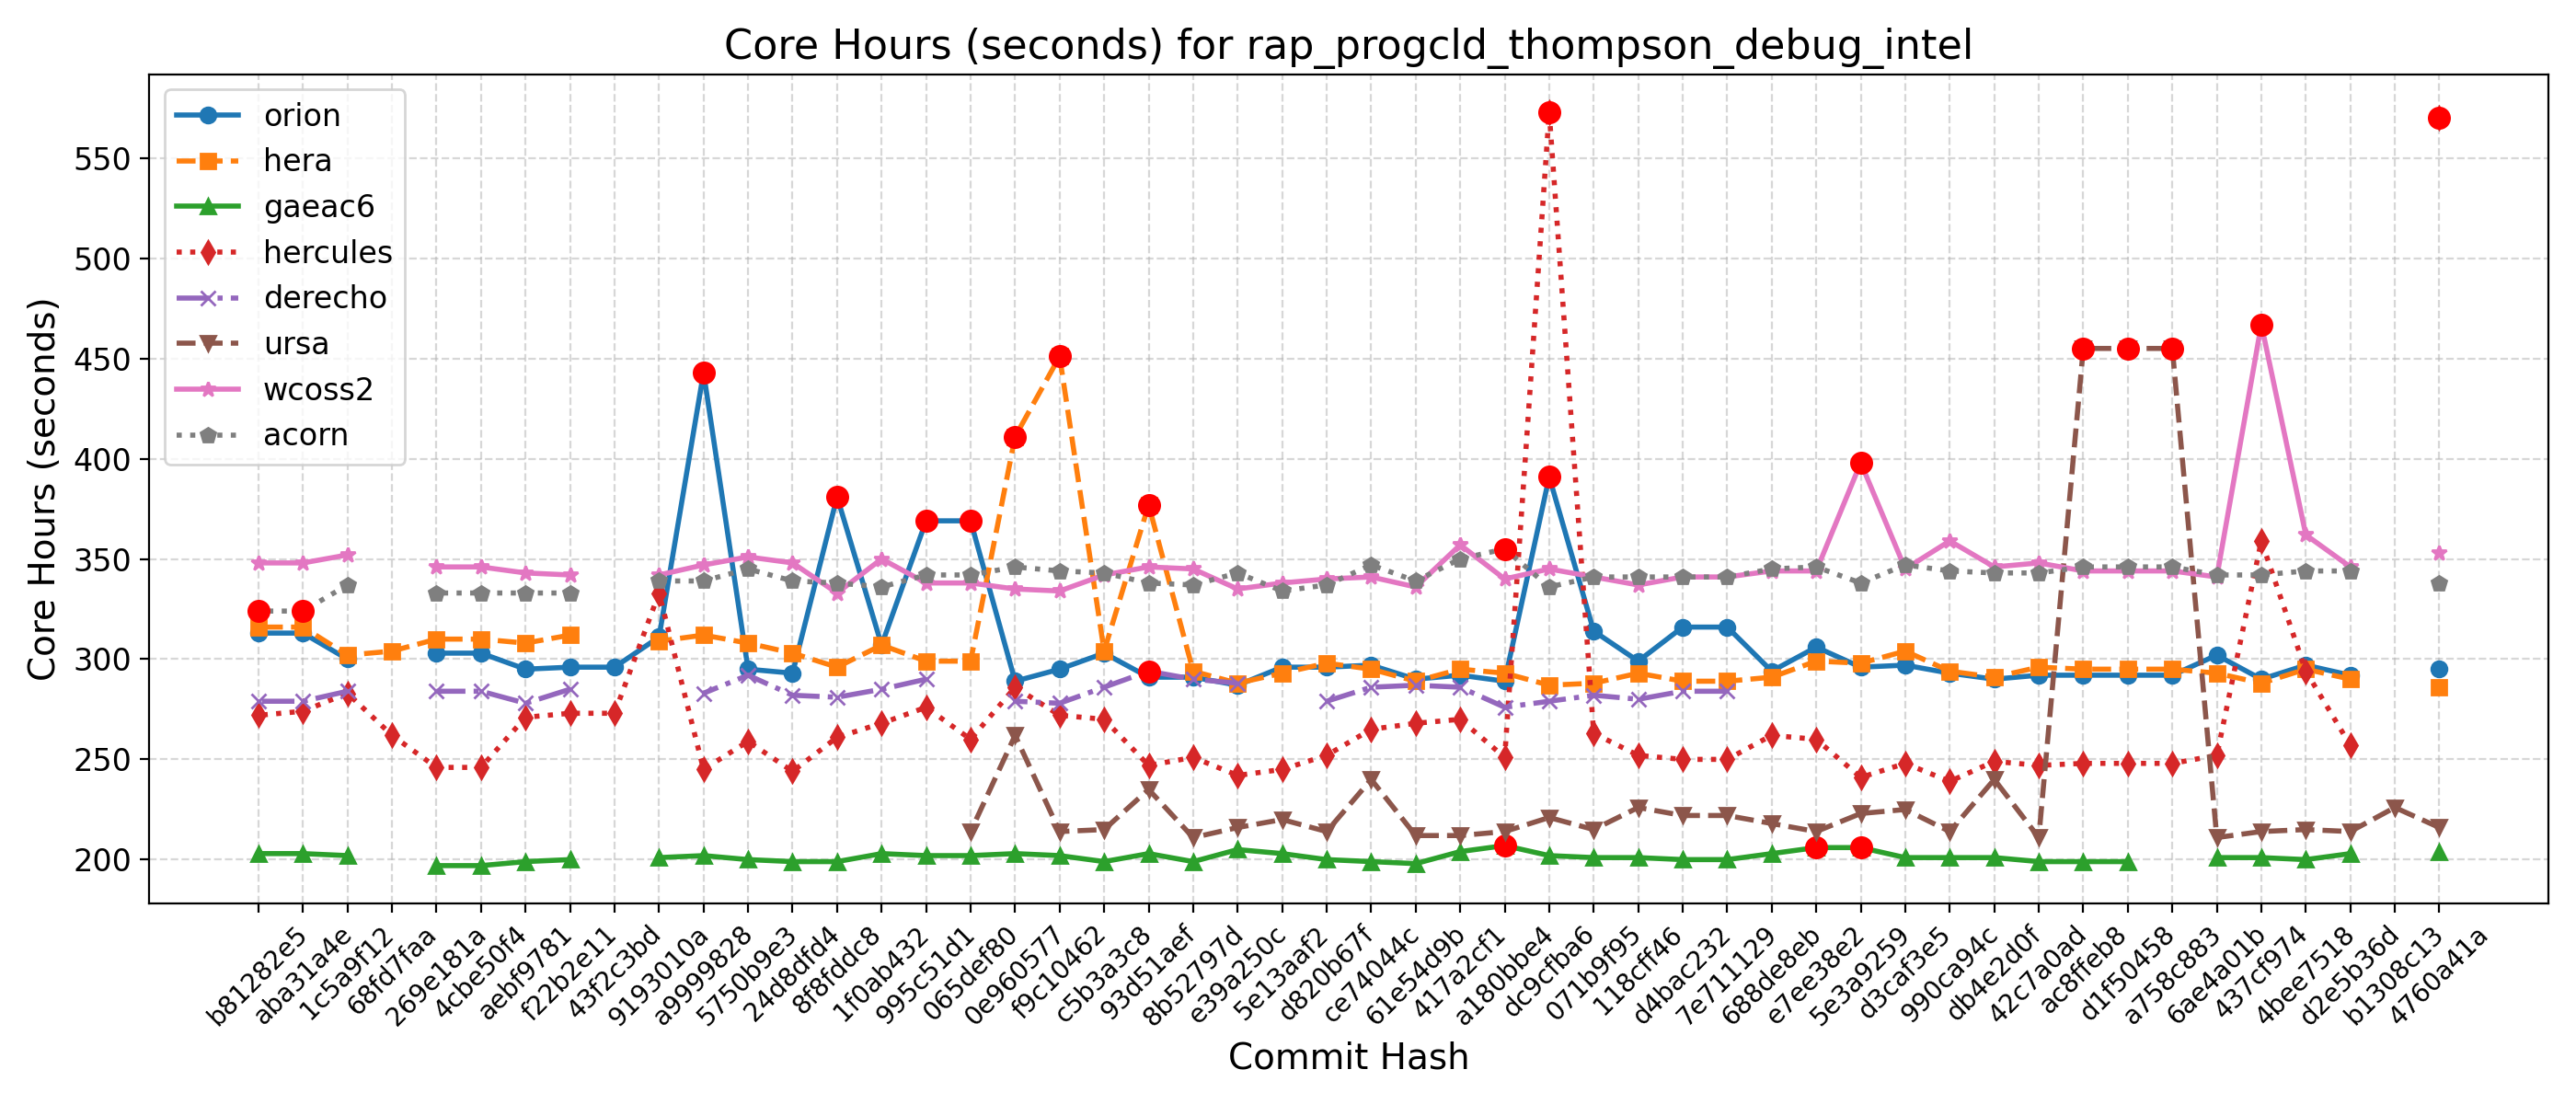 Core Hours (seconds) for rap_progcld_thompson_debug_intel
orion
hera
gaeac6
hercules
derecho
ursa
wcoss2
acorn
Core Hours (seconds)
550
500
450
400
350
300
250
200
b81282e5
aba31a4e
1c5a9f12
68fd7faa
269e181a
4cbe50f4
aebf9781
f22b2e11
43f2c3bd
9193010a
a9999828
5750b9e3
24d8dfd4
8f8fddc8
1f0ab432
995c51d1
065def80
0e960577
f9c10462
c5b3a3c8
93d51aef
8b52797d
e39a250c
5e13aaf2
d820b67f
ce74044c
61e54d9b
417a2cf1
a180bbe4
dc9cfba6
071b9f95
118cff46
d4bac232
7e711129
688de8eb
e7ee38e2
5e3a9259
d3caf3e5
990ca94c
db4e2d0f
42c7a0ad
ac8ffeb8
d1f50458
a758c883
6ae4a01b
437cf974
4bee7518
d2e5b36d
b1308c13
4760a41a
Commit Hash